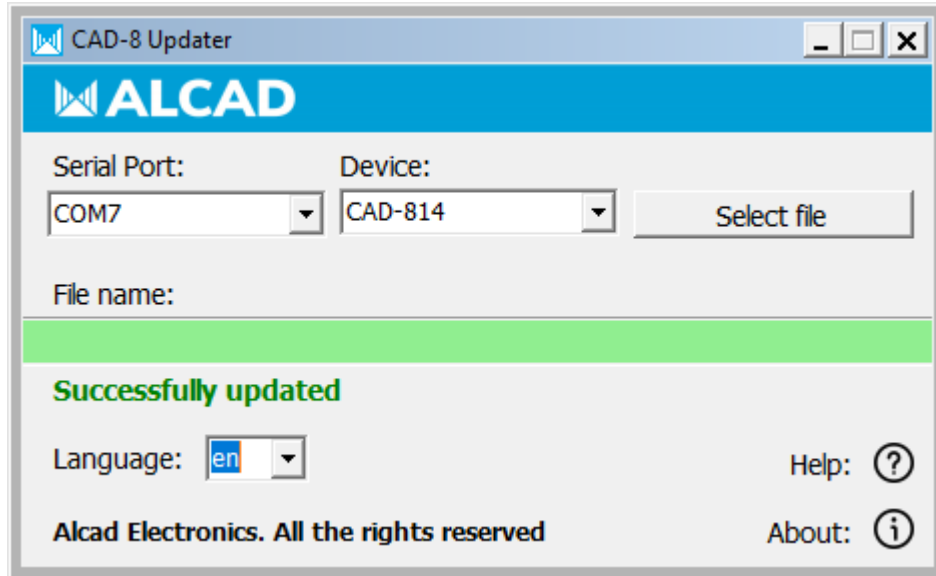 CAD-8 Updater
ALCAD
Serial Port: Device:
COM7 CAD-814 Select file
File name:
Successfully updated
Language: en Help: ?
Alcad Electronics. All the rights reserved About: i